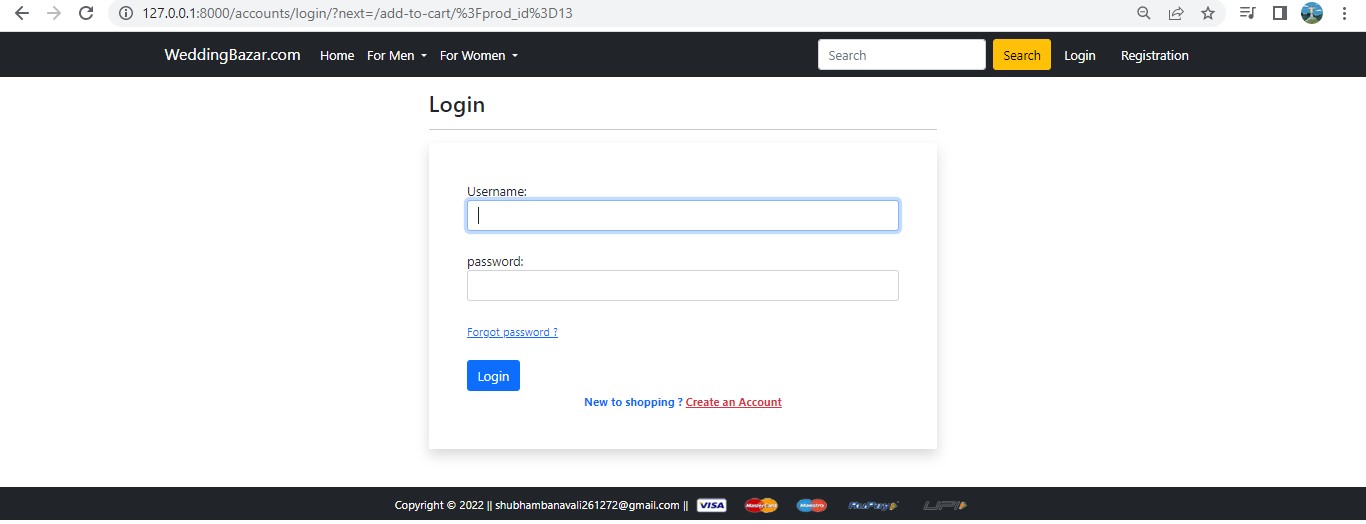 127.0.0.1:8000/accounts/login/?next=/add-to-cart/%3Fprod_id%3D13
WeddingBazar.com Home For Men For Women Search Search Login Registration
Login
Username:
password:
Forgot password ?
Login
New to shopping ? Create an Account
Copyright © 2022 || shubhambanavali261272@gmail.com || VISA MasterCard Maestro RuPay UPI